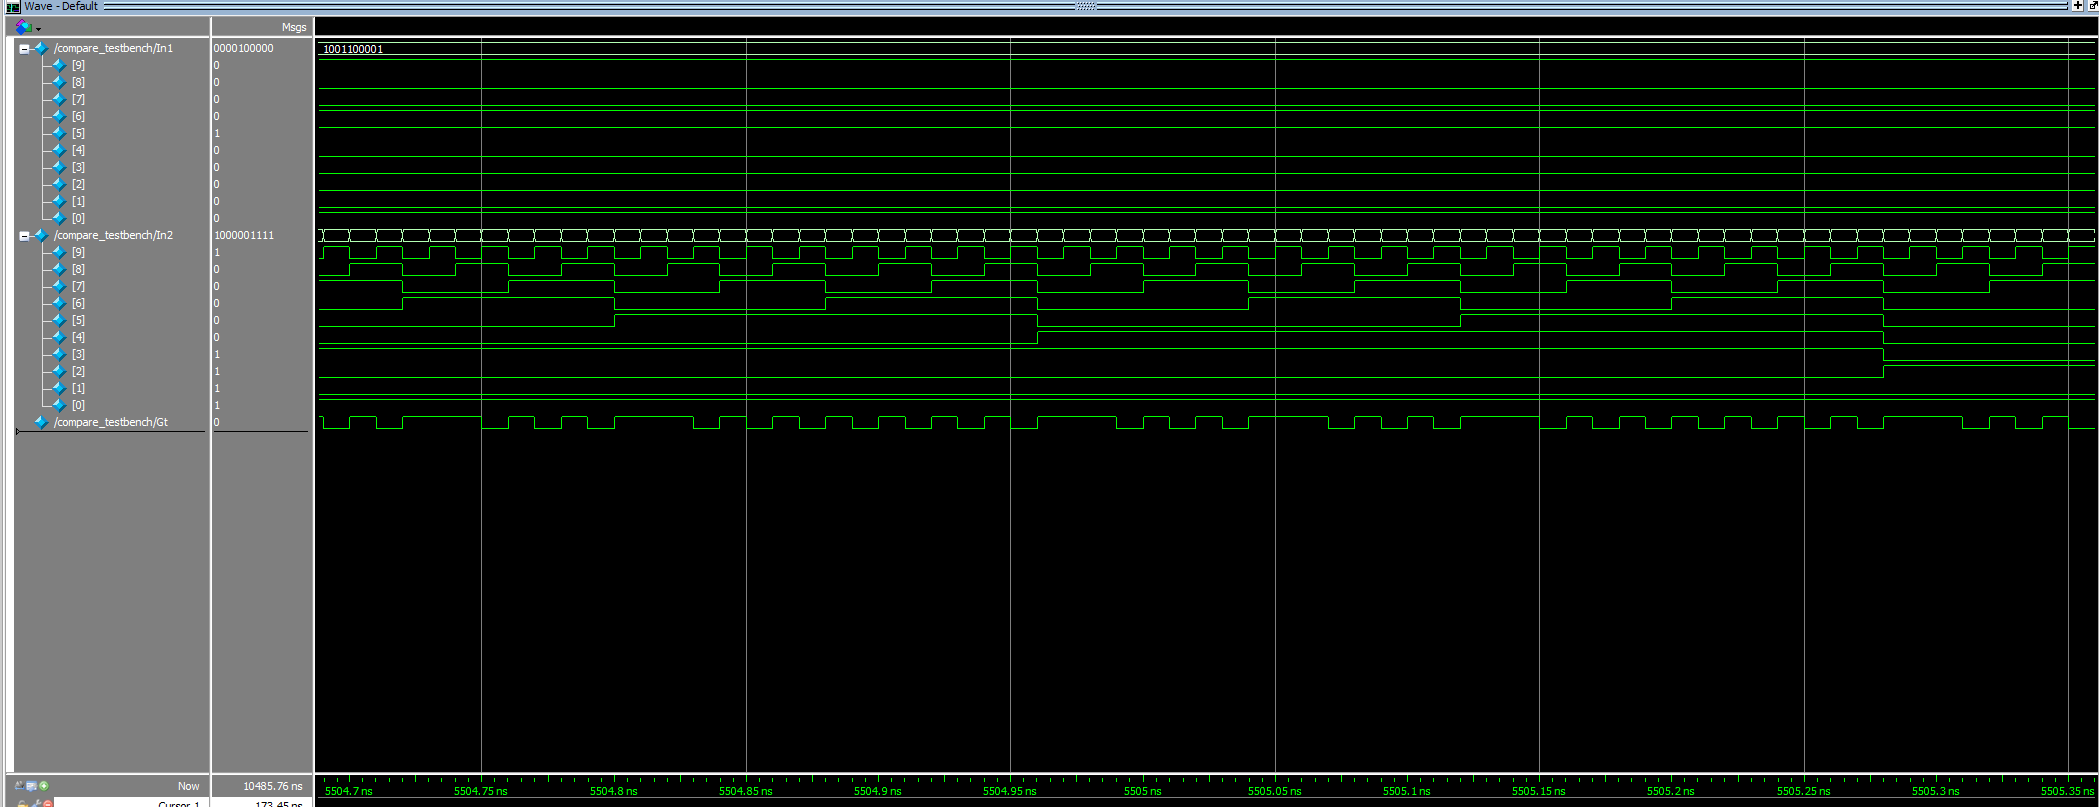 Wave - Default
Msgs
/compare_testbench/In1 0000100000 1001100001
[9] 0
[8] 0
[7] 0
[6] 0
[5] 1
[4] 0
[3] 0
[2] 0
[1] 0
[0] 0
/compare_testbench/In2 1000001111
[9] 1
[8] 0
[7] 0
[6] 0
[5] 0
[4] 0
[3] 1
[2] 1
[1] 1
[0] 1
/compare_testbench/Gt 0
Now 10485.76 ns 5504.7 ns 5504.75 ns 5504.8 ns 5504.85 ns 5504.9 ns 5504.95 ns 5505 ns 5505.05 ns 5505.1 ns 5505.15 ns 5505.2 ns 5505.25 ns 5505.3 ns 5505.35 ns
Cursor 1 173.45 ns